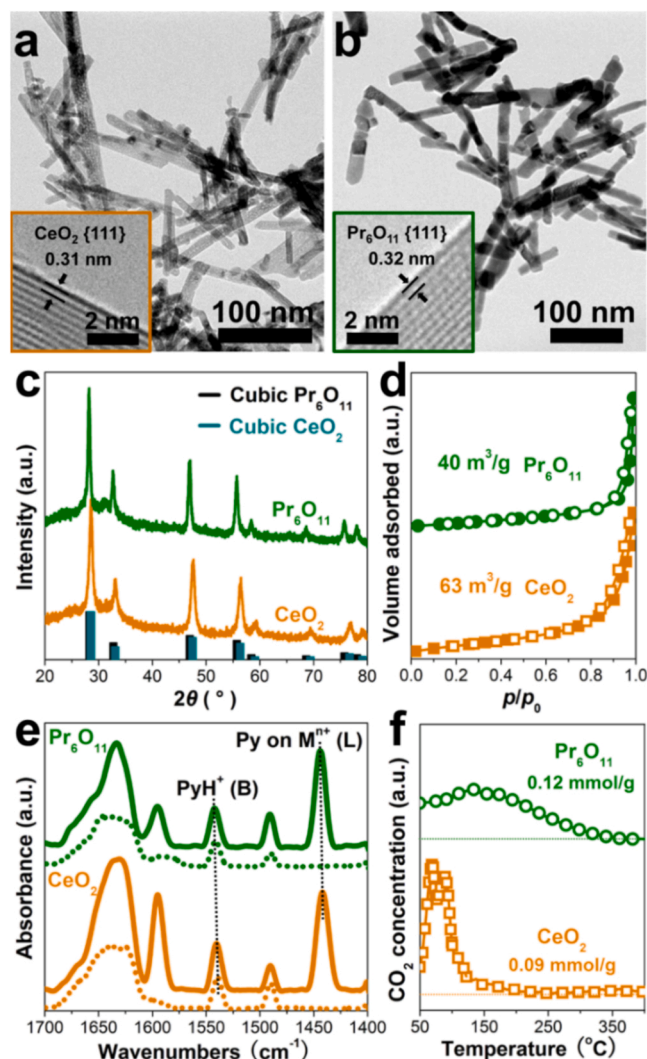 a
CeO₂ {111}
0.31 nm
2 nm
100 nm
b
Pr₆O₁₁ {111}
0.32 nm
2 nm
100 nm
c
Cubic Pr₆O₁₁
Cubic CeO₂
Pr₆O₁₁
CeO₂
Intensity (a.u.)
20 30 40 50 60 70 80
2θ ( ° )
d
40 m³/g Pr₆O₁₁
63 m³/g CeO₂
Volume adsorbed (a.u.)
0.0 0.2 0.4 0.6 0.8 1.0
p/p₀
e
Pr₆O₁₁
Py on Mⁿ⁺ (L)
PyH⁺ (B)
CeO₂
Absorbance (a.u.)
1700 1650 1600 1550 1500 1450 1400
Wavenumbers (cm⁻¹)
f
Pr₆O₁₁
0.12 mmol/g
CeO₂
0.09 mmol/g
CO₂ concentration (a.u.)
50 150 250 350
Temperature (°C)